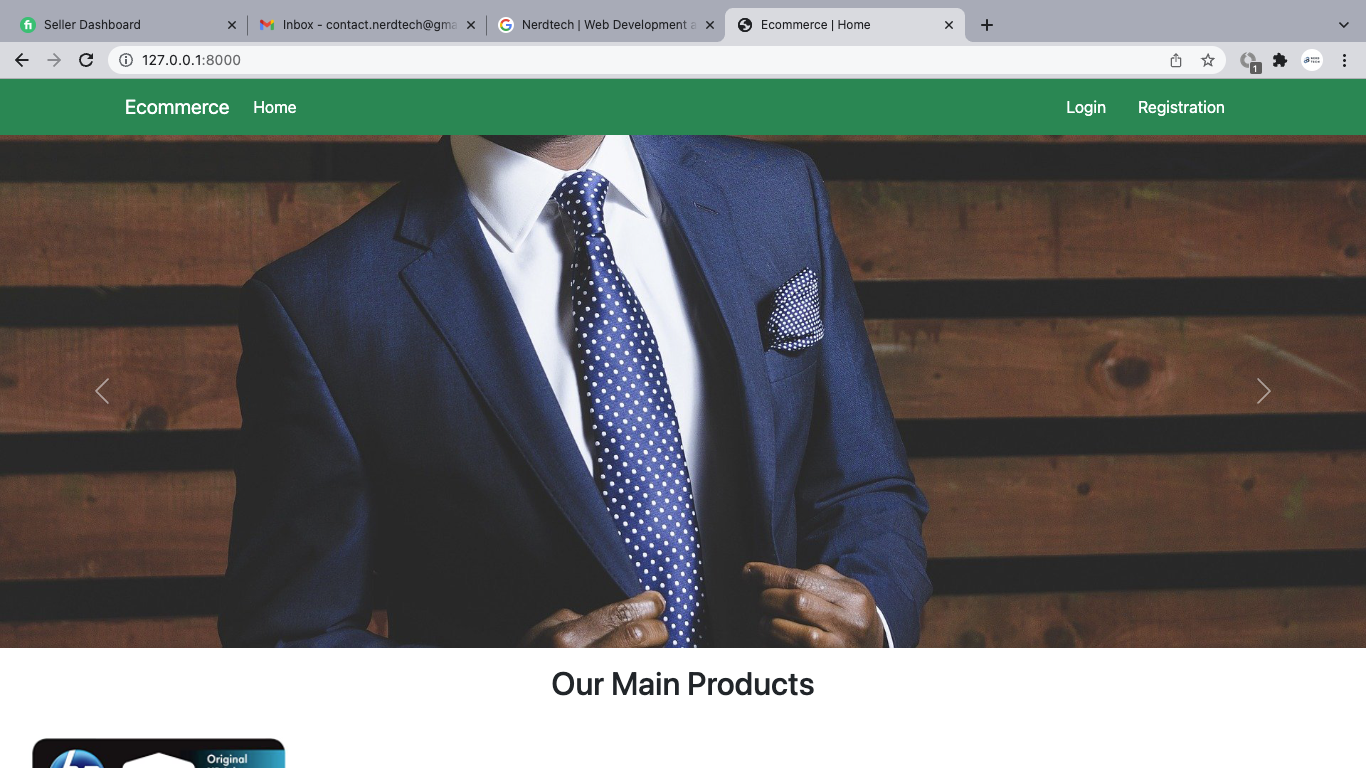 Seller Dashboard
Inbox - contact.nerdtech@gma
Nerdtech | Web Development a
Ecommerce | Home
127.0.0.1:8000
1
Ecommerce
Home
Login
Registration
Our Main Products
Original